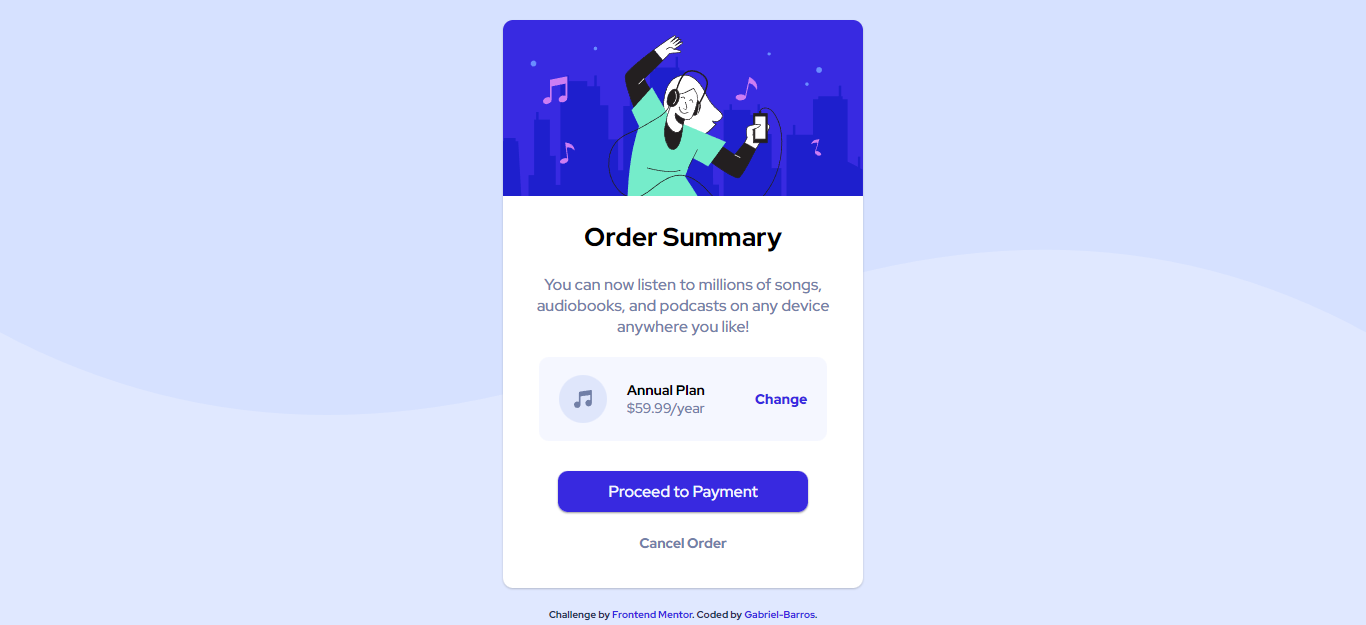 Order Summary
You can now listen to millions of songs,
audiobooks, and podcasts on any device
anywhere you like!
Annual Plan
$59.99/year
Change
Proceed to Payment
Cancel Order
Challenge by Frontend Mentor. Coded by Gabriel-Barros.